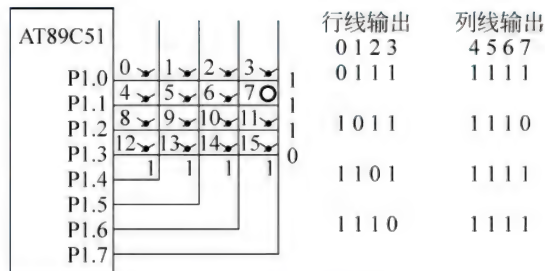 AT89C51
P1.0
P1.1
P1.2
P1.3
P1.4
P1.5
P1.6
P1.7
0 1 2 3 1
4 5 6 7 1
8 9 10 11 1
12 13 14 15 0
1 1 1 1
行线输出 列线输出
0 1 2 3 4 5 6 7
0 1 1 1 1 1 1 1
1 0 1 1 1 1 1 0
1 1 0 1 1 1 1 1
1 1 1 0 1 1 1 1